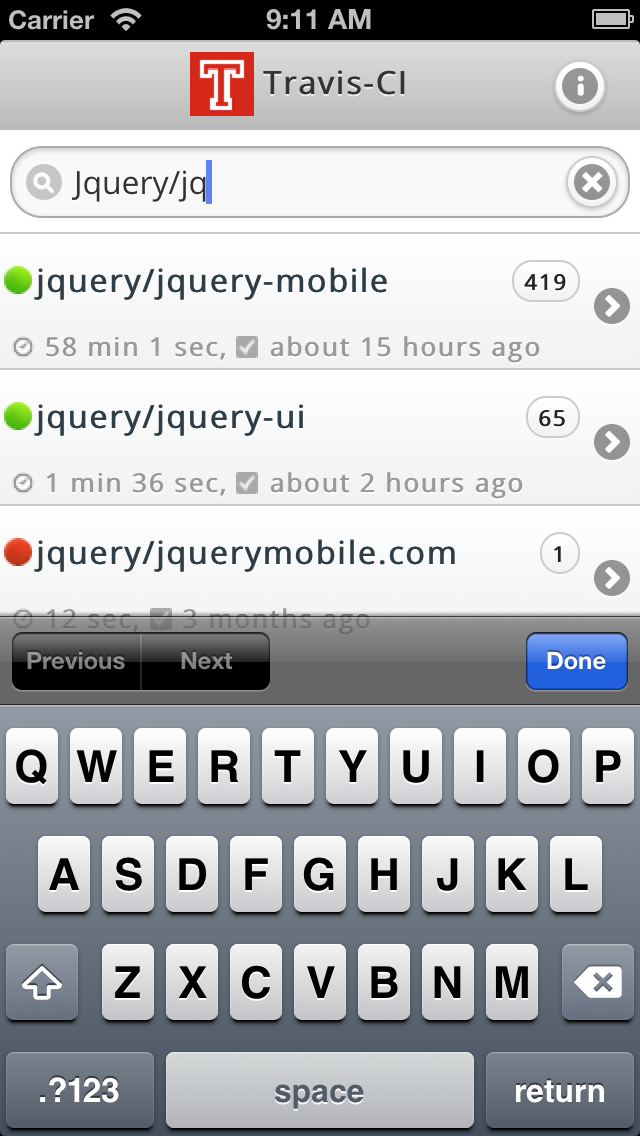 Carrier 9:11 AM
T Travis-CI
Jquery/jq
jquery/jquery-mobile 419
58 min 1 sec, about 15 hours ago
jquery/jquery-ui 65
1 min 36 sec, about 2 hours ago
jquery/jquerymobile.com 1
12 sec, 3 months ago
Previous Next Done
Q W E R T Y U I O P
A S D F G H J K L
Z X C V B N M
.?123 space return